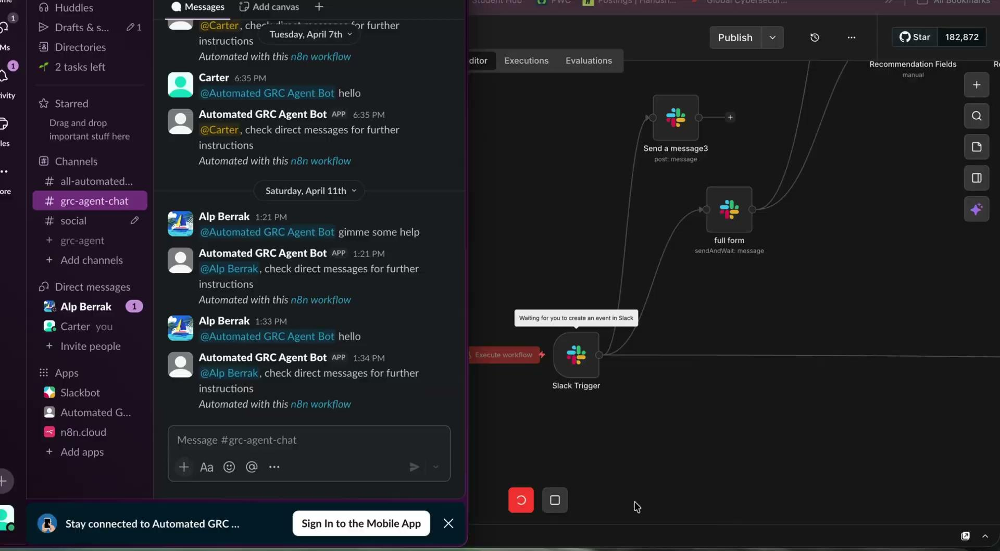 1
Ms
1
ivity
les
ore
Huddles
Drafts & s... 1
Directories
2 tasks left
Starred
Drag and drop
important stuff here
Channels
# all-automated...
# grc-agent-chat
# social
+ grc-agent
+ Add channels
Direct messages
Alp Berrak 1
Carter you
+ Invite people
Apps
Slackbot
Automated G...
n8n.cloud
+ Add apps
Messages
Add canvas
+
@Carter, check direct messages for further
instructions
Tuesday, April 7th
Automated with this n8n workflow
Carter 6:35 PM
@Automated GRC Agent Bot hello
Automated GRC Agent Bot APP 6:35 PM
@Carter, check direct messages for further
instructions
Automated with this n8n workflow
Saturday, April 11th
Alp Berrak 1:21 PM
@Automated GRC Agent Bot gimme some help
Automated GRC Agent Bot APP 1:21 PM
@Alp Berrak, check direct messages for further
instructions
Automated with this n8n workflow
Alp Berrak 1:33 PM
@Automated GRC Agent Bot hello
Automated GRC Agent Bot APP 1:34 PM
@Alp Berrak, check direct messages for further
instructions
Automated with this n8n workflow
Message #grc-agent-chat
Aa
Stay connected to Automated GRC ...
Sign In to the Mobile App
Student Hub
PWC
Postings | Handsh...
Global Cybersecur...
All Bookmarks
Publish
Star 182,872
ditor
Executions
Evaluations
Recommendation Fields
manual
Send a message3
post: message
full form
sendAndWait: message
Waiting for you to create an event in Slack
Execute workflow
Slack Trigger